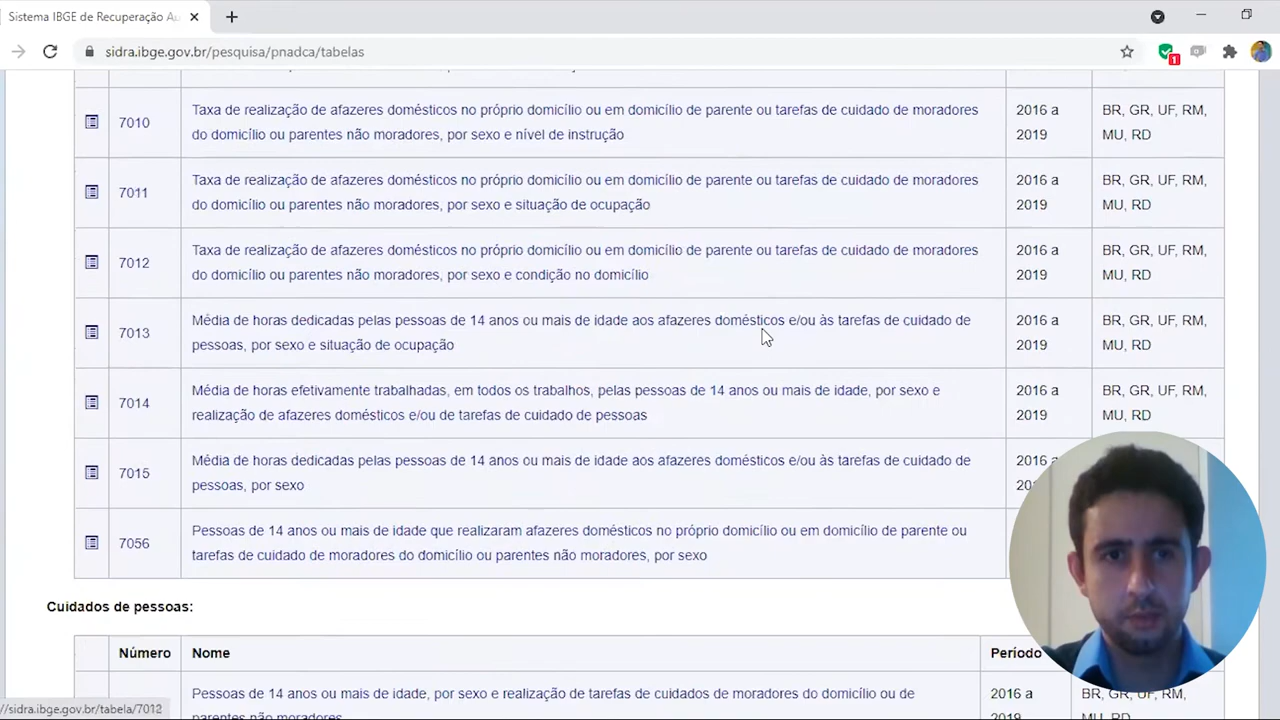 Sistema IBGE de Recuperação Au
sidra.ibge.gov.br/pesquisa/pnadca/tabelas
1
7010 Taxa de realização de afazeres domésticos no próprio domicílio ou em domicílio de parente ou tarefas de cuidado de moradores 2016 a BR, GR, UF, RM,
do domicílio ou parentes não moradores, por sexo e nível de instrução 2019 MU, RD
7011 Taxa de realização de afazeres domésticos no próprio domicílio ou em domicílio de parente ou tarefas de cuidado de moradores 2016 a BR, GR, UF, RM,
do domicílio ou parentes não moradores, por sexo e situação de ocupação 2019 MU, RD
7012 Taxa de realização de afazeres domésticos no próprio domicílio ou em domicílio de parente ou tarefas de cuidado de moradores 2016 a BR, GR, UF, RM,
do domicílio ou parentes não moradores, por sexo e condição no domicílio 2019 MU, RD
7013 Média de horas dedicadas pelas pessoas de 14 anos ou mais de idade aos afazeres domésticos e/ou às tarefas de cuidado de 2016 a BR, GR, UF, RM,
pessoas, por sexo e situação de ocupação 2019 MU, RD
7014 Média de horas efetivamente trabalhadas, em todos os trabalhos, pelas pessoas de 14 anos ou mais de idade, por sexo e 2016 a BR, GR, UF, RM,
realização de afazeres domésticos e/ou de tarefas de cuidado de pessoas 2019 MU, RD
7015 Média de horas dedicadas pelas pessoas de 14 anos ou mais de idade aos afazeres domésticos e/ou às tarefas de cuidado de 2016 a
pessoas, por sexo
7056 Pessoas de 14 anos ou mais de idade que realizaram afazeres domésticos no próprio domicílio ou em domicílio de parente ou
tarefas de cuidado de moradores do domicílio ou parentes não moradores, por sexo
Cuidados de pessoas:
Número Nome Período
Pessoas de 14 anos ou mais de idade, por sexo e realização de tarefas de cuidados de moradores do domicílio ou de 2016 a BR, GR, UF, RM,
parentes não moradores
//sidra.ibge.gov.br/tabela/7012